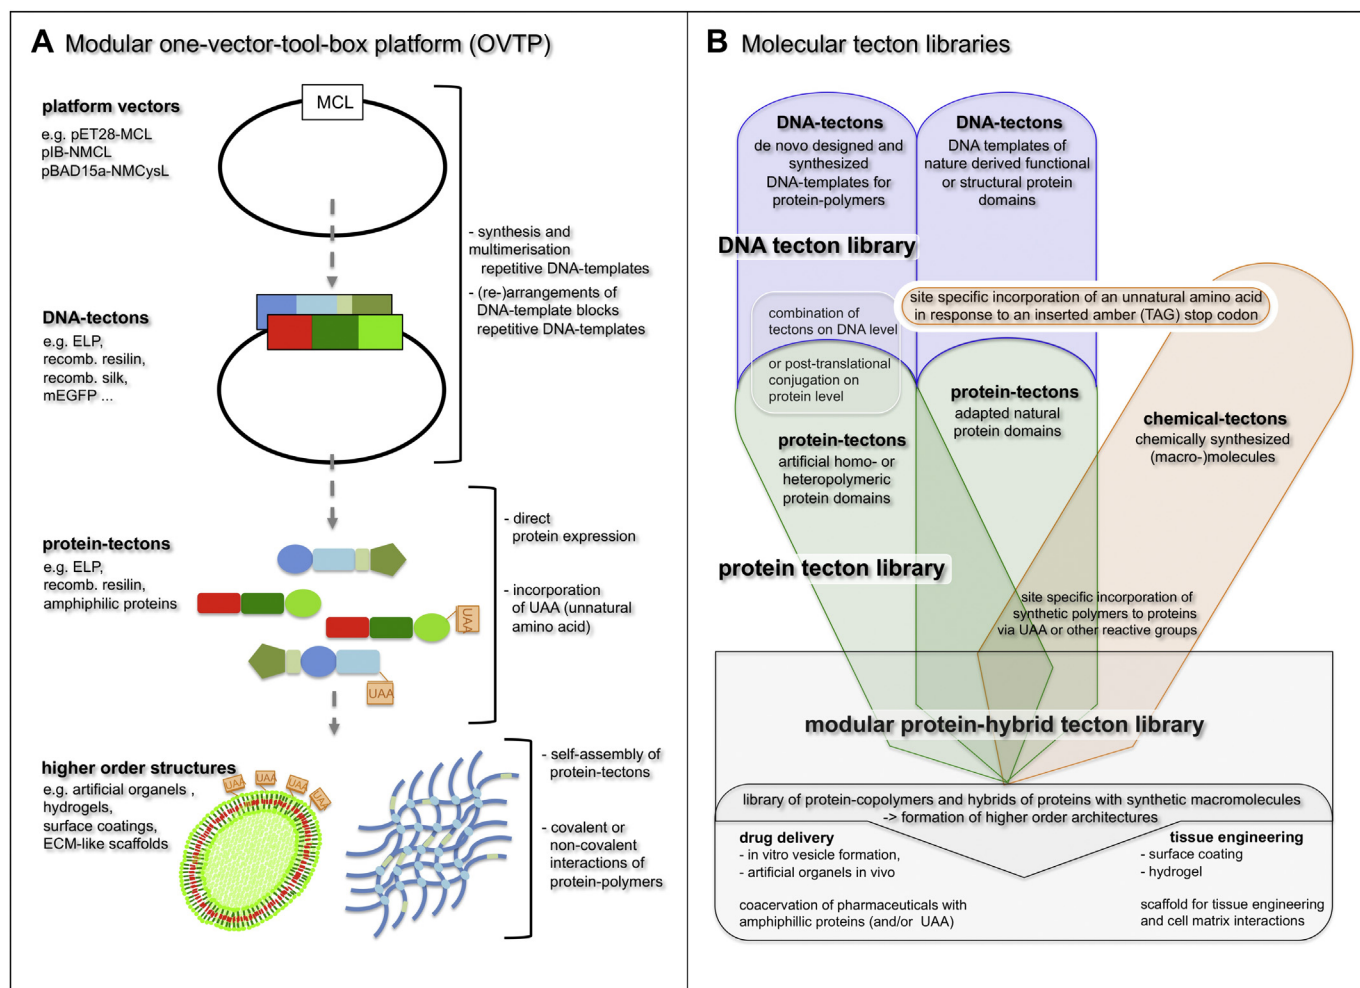 A Modular one-vector-tool-box platform (OVTP)
platform vectors
e.g. pET28-MCL
pIB-NMCL
pBAD15a-NMCysL
MCL
- synthesis and
multimerisation
repetitive DNA-templates
- (re-)arrangements of
DNA-template blocks
repetitive DNA-templates
DNA-tectons
e.g. ELP,
recomb. resilin,
recomb. silk,
mEGFP ...
protein-tectons
e.g. ELP,
recomb. resilin,
amphiphilic proteins
UAA
UAA
- direct
protein expression
- incorporation
of UAA (unnatural
amino acid)
higher order structures
e.g. artificial organels ,
hydrogels,
surface coatings,
ECM-like scaffolds
UAA
UAA
UAA
UAA
- self-assembly of
protein-tectons
- covalent or
non-covalent
interactions of
protein-polymers
B Molecular tecton libraries
DNA-tectons
de novo designed and
synthesized
DNA-templates for
protein-polymers
DNA-tectons
DNA templates of
nature derived functional
or structural protein
domains
DNA tecton library
combination of
tectons on DNA level
or post-translational
conjugation on
protein level
site specific incorporation of an unnatural amino acid
in response to an inserted amber (TAG) stop codon
protein-tectons
adapted natural
protein domains
protein-tectons
artificial homo- or
heteropolymeric
protein domains
chemical-tectons
chemically synthesized
(macro-)molecules
protein tecton library
site specific incorporation of
synthetic polymers to proteins
via UAA or other reactive groups
modular protein-hybrid tecton library
library of protein-copolymers and hybrids of proteins with synthetic macromolecules
-> formation of higher order architectures
drug delivery
- in vitro vesicle formation,
- artificial organels in vivo
coacervation of pharmaceuticals with
amphiphillic proteins (and/or UAA)
tissue engineering
- surface coating
- hydrogel
scaffold for tissue engineering
and cell matrix interactions